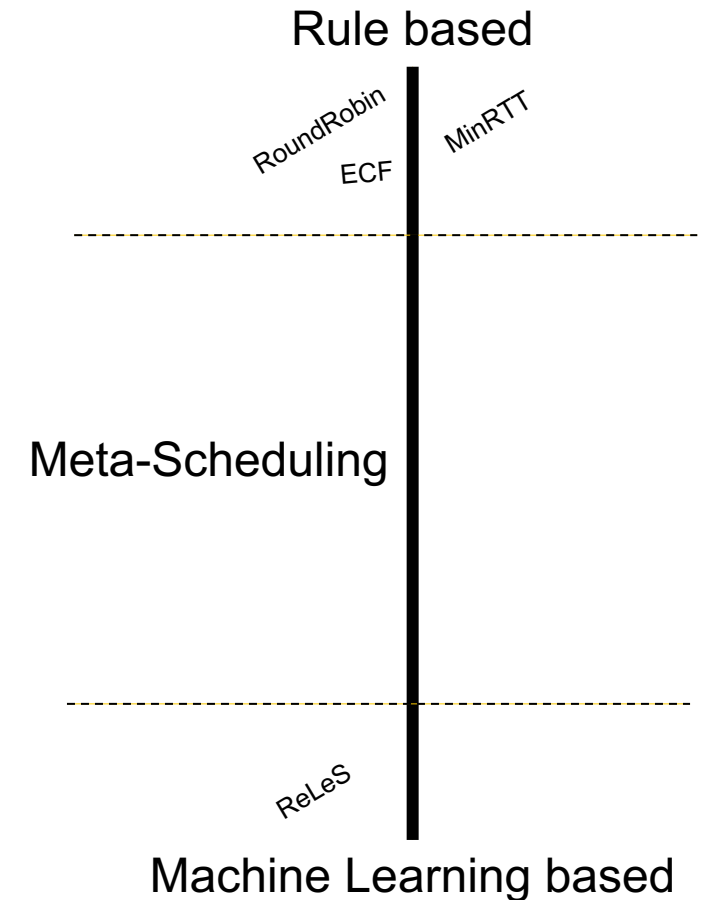 Rule based
RoundRobin
MinRTT
ECF
Meta-Scheduling
ReLeS
Machine Learning based